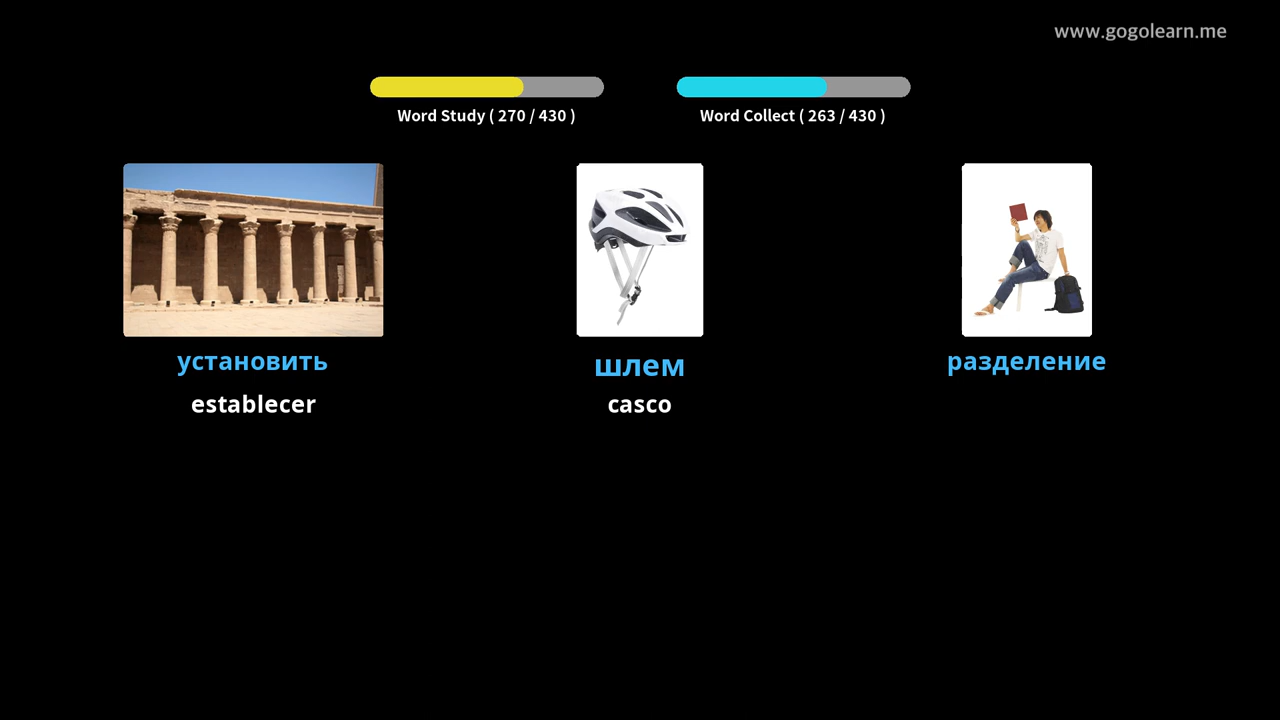 www.gogolearn.me
Word Study ( 270 / 430 )
Word Collect ( 263 / 430 )
установить
шлем
разделение
establecer
casco